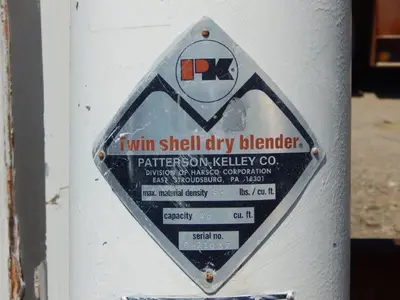 PK
Twin shell dry blender®
PATTERSON-KELLEY CO.
DIVISION OF HARSCO CORPORATION
EAST STROUDSBURG, PA. 18301
max. material density lbs./cu. ft.
capacity cu. ft.
serial no.